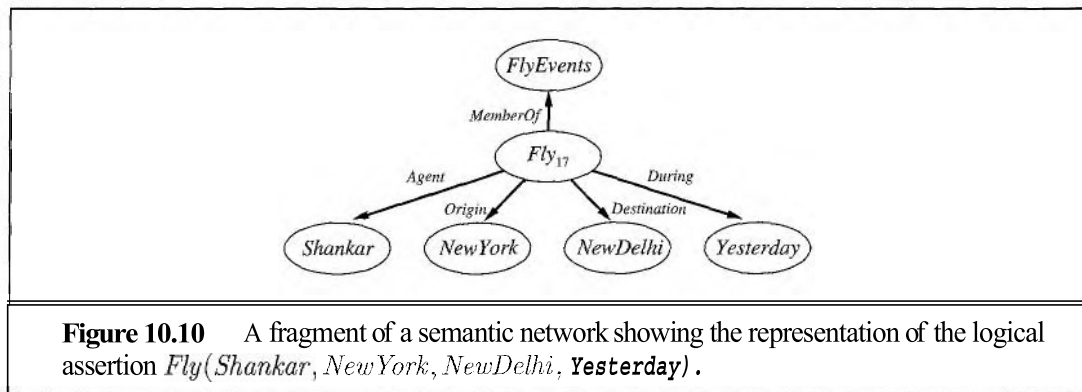 FlyEvents
MemberOf
Fly17
Agent
During
Origin
Destination
Shankar
NewYork
NewDelhi
Yesterday
Figure 10.10 A fragment of a semantic network showing the representation of the logical
assertion Fly(Shankar, NewYork, NewDelhi, Yesterday).